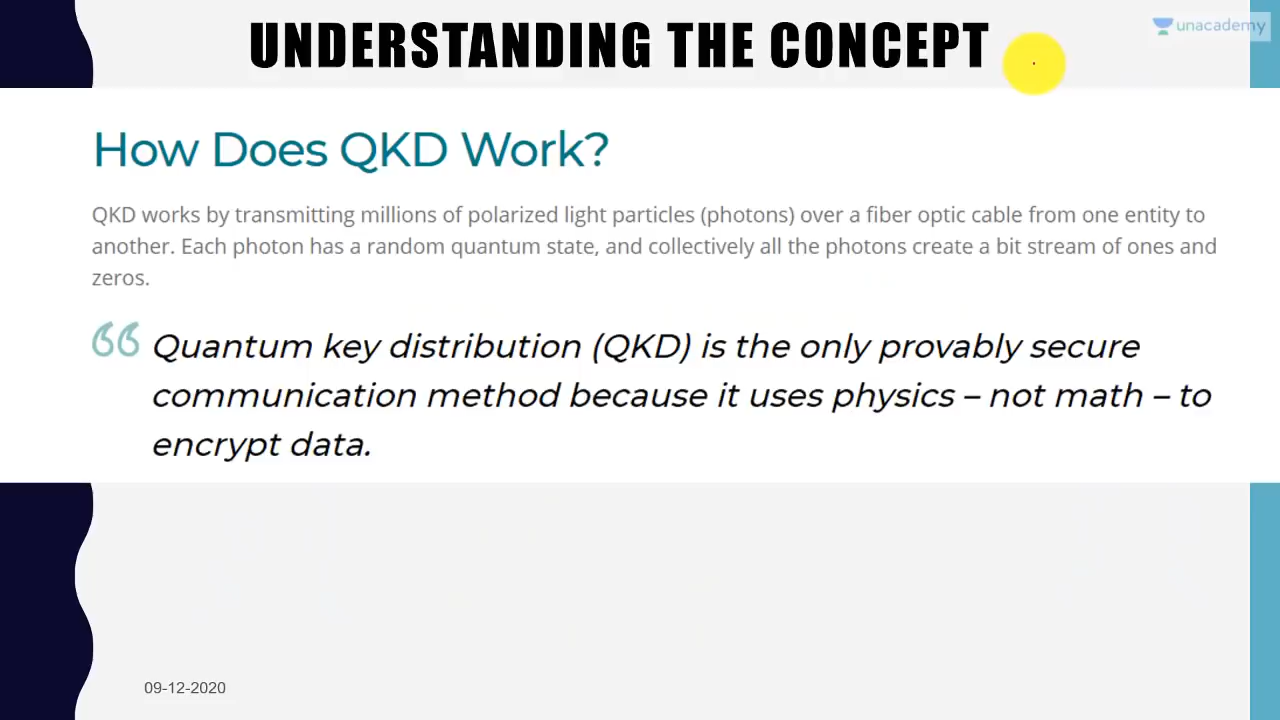 UNDERSTANDING THE CONCEPT
unacademy
How Does QKD Work?
QKD works by transmitting millions of polarized light particles (photons) over a fiber optic cable from one entity to
another. Each photon has a random quantum state, and collectively all the photons create a bit stream of ones and
zeros.
“ Quantum key distribution (QKD) is the only provably secure
communication method because it uses physics – not math – to
encrypt data.
09-12-2020